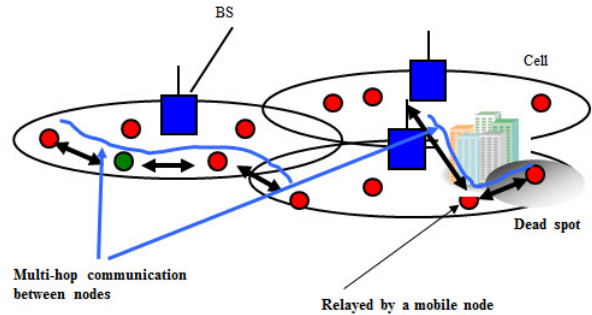 BS
Cell
Dead spot
Multi-hop communication
between nodes
Relayed by a mobile node